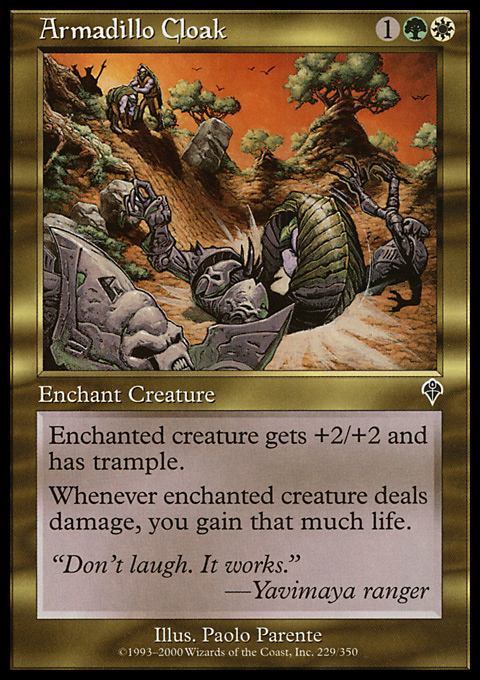 Armadillo Cloak 1
Enchant Creature
Enchanted creature gets +2/+2 and
has trample.
Whenever enchanted creature deals
damage, you gain that much life.
“Don’t laugh. It works.”
—Yavimaya ranger
Illus. Paolo Parente
©1993–2000 Wizards of the Coast, Inc. 229/350